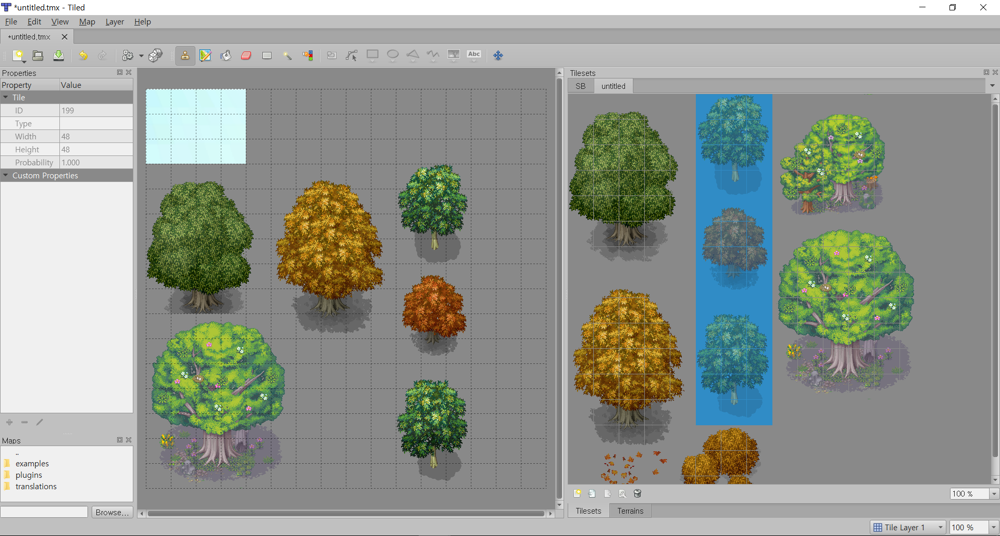 *untitled.tmx - Tiled
File Edit View Map Layer Help
*untitled.tmx
Abc
Properties
Property Value
Tile
ID 199
Type
Width 48
Height 48
Probability 1.000
Custom Properties
Maps
..
examples
plugins
translations
Browse...
Tilesets
SB untitled
100 %
Tilesets Terrains
Tile Layer 1 100 %